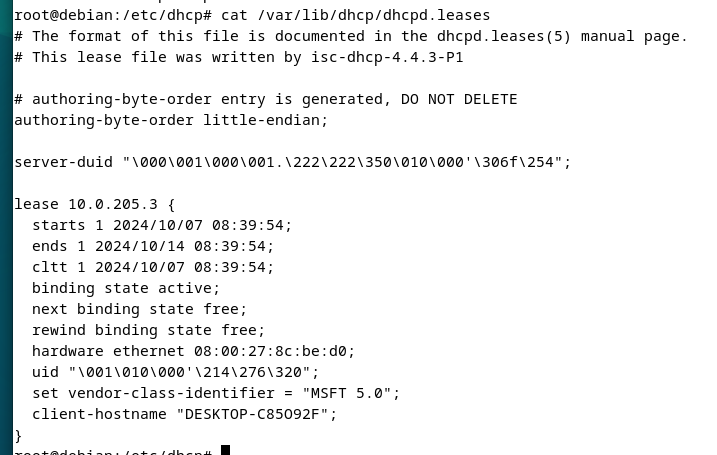 root@debian:/etc/dhcp# cat /var/lib/dhcp/dhcpd.leases
# The format of this file is documented in the dhcpd.leases(5) manual page.
# This lease file was written by isc-dhcp-4.4.3-P1
# authoring-byte-order entry is generated, DO NOT DELETE
authoring-byte-order little-endian;
server-duid "\000\001\000\001.\222\222\350\010\000'\306f\254";
lease 10.0.205.3 {
  starts 1 2024/10/07 08:39:54;
  ends 1 2024/10/14 08:39:54;
  cltt 1 2024/10/07 08:39:54;
  binding state active;
  next binding state free;
  rewind binding state free;
  hardware ethernet 08:00:27:8c:be:d0;
  uid "\001\010\000'\214\276\320";
  set vendor-class-identifier = "MSFT 5.0";
  client-hostname "DESKTOP-C85O92F";
}
root@debian:/etc/dhcp#